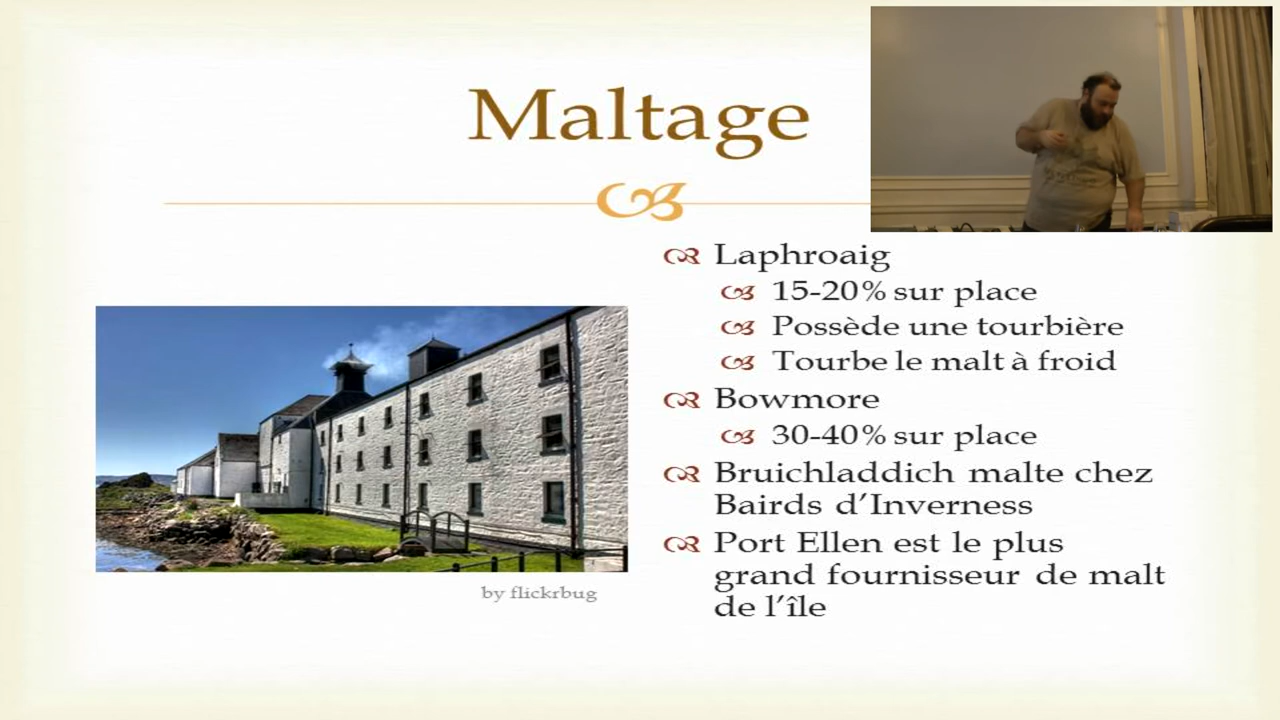 Maltage
Laphroaig
15-20% sur place
Possède une tourbière
Tourbe le malt à froid
Bowmore
30-40% sur place
Bruichladdich malte chez
Bairds d’Inverness
Port Ellen est le plus
grand fournisseur de malt
de l’île
by flickrbug